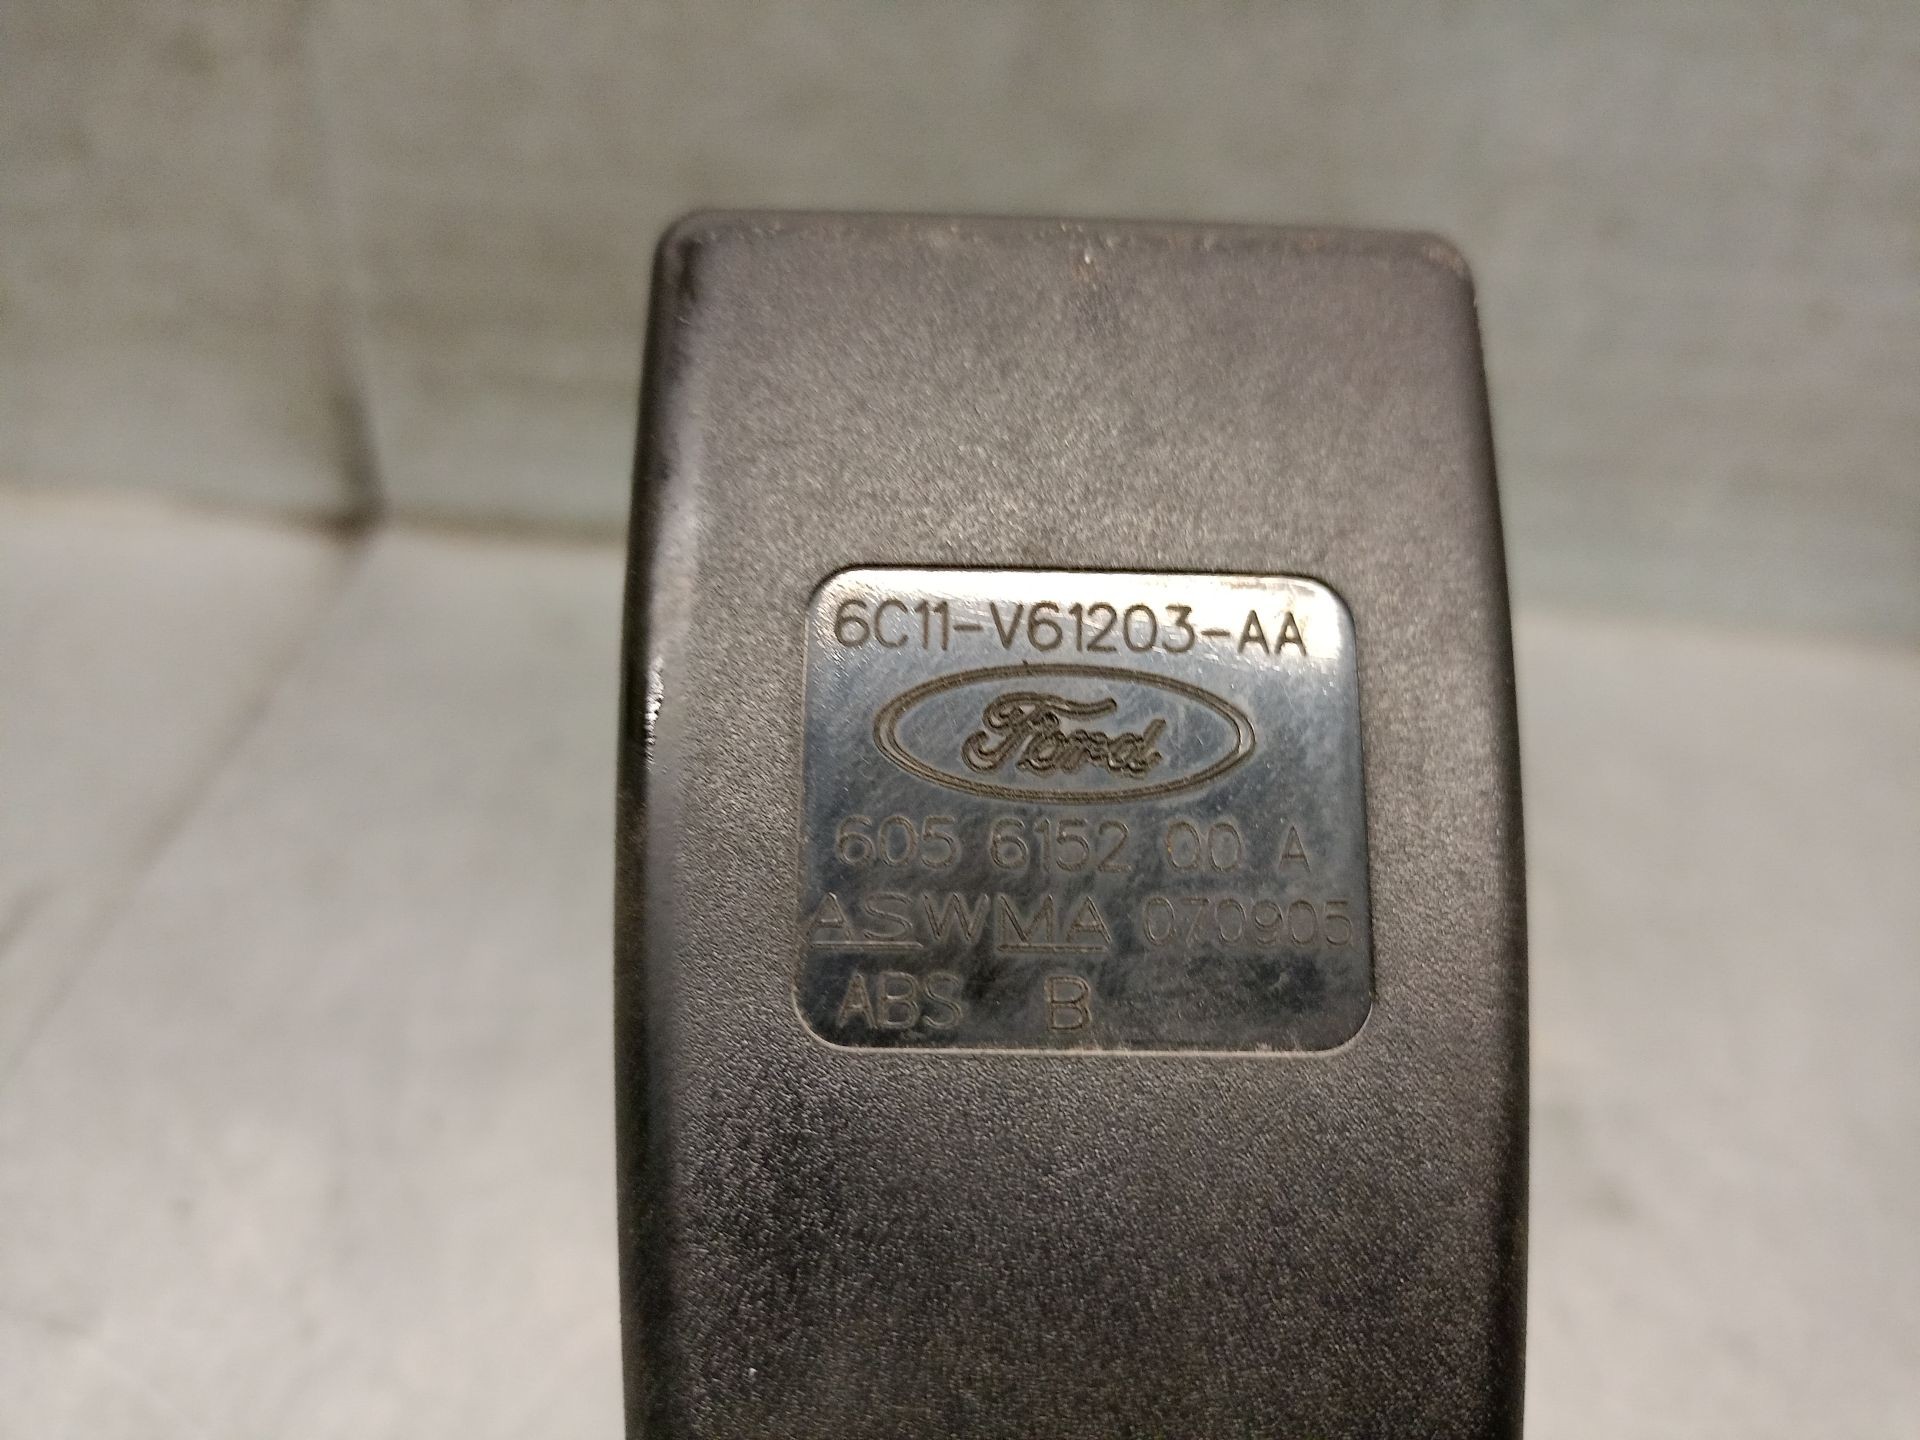 6C11-V61203-AA
Ford
605 6152 00 A
ASWMA 070905
ABS B